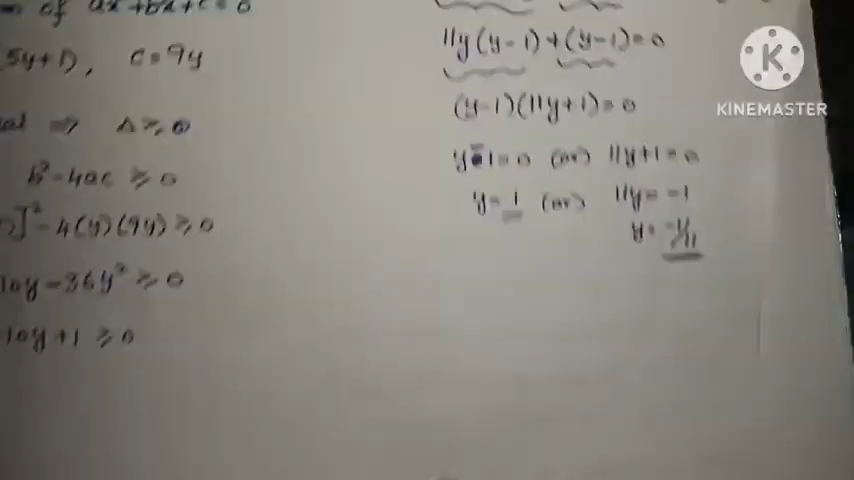 of ax²+bx+c=0
(5y+1), c=9y
⇒ Δ≥0
b²-4ac ≥ 0
]²-4(y)(9y) ≥ 0
10y-36y² ≥ 0
10y+1 ≥ 0
11y(y-1)+(y-1)=0
(y-1)(11y+1)=0
y-1=0 (or) 11y+1=0
y=1 (or) 11y=-1
y=-1/11
KINEMASTER